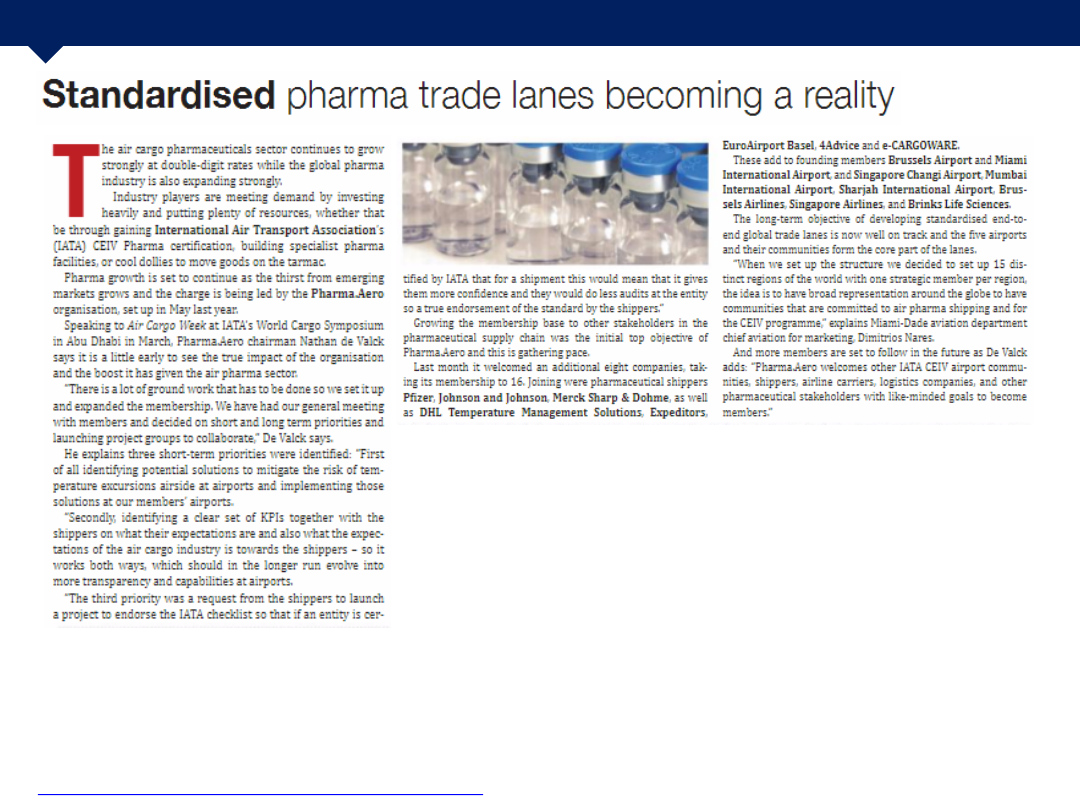 Standardised pharma trade lanes becoming a reality
The air cargo pharmaceuticals sector continues to grow
strongly at double-digit rates while the global pharma
industry is also expanding strongly.
Industry players are meeting demand by investing
heavily and putting plenty of resources, whether that
be through gaining International Air Transport Association's
(IATA) CEIV Pharma certification, building specialist pharma
facilities, or cool dollies to move goods on the tarmac.
Pharma growth is set to continue as the thirst from emerging
markets grows and the charge is being led by the Pharma.Aero
organisation, set up in May last year.
Speaking to Air Cargo Week at IATA's World Cargo Symposium
in Abu Dhabi in March, Pharma.Aero chairman Nathan de Valck
says it is a little early to see the true impact of the organisation
and the boost it has given the air pharma sector.
"There is a lot of ground work that has to be done so we set it up
and expanded the membership. We have had our general meeting
with members and decided on short and long term priorities and
launching project groups to collaborate," De Valck says.
He explains three short-term priorities were identified: "First
of all identifying potential solutions to mitigate the risk of tem-
perature excursions airside at airports and implementing those
solutions at our members' airports.
"Secondly, identifying a clear set of KPIs together with the
shippers on what their expectations are and also what the expec-
tations of the air cargo industry is towards the shippers – so it
works both ways, which should in the longer run evolve into
more transparency and capabilities at airports.
"The third priority was a request from the shippers to launch
a project to endorse the IATA checklist so that if an entity is cer-
tified by IATA that for a shipment this would mean that it gives
them more confidence and they would do less audits at the entity
so a true endorsement of the standard by the shippers."
Growing the membership base to other stakeholders in the
pharmaceutical supply chain was the initial top objective of
Pharma.Aero and this is gathering pace.
Last month it welcomed an additional eight companies, tak-
ing its membership to 16. Joining were pharmaceutical shippers
Pfizer, Johnson and Johnson, Merck Sharp & Dohme, as well
as DHL Temperature Management Solutions, Expeditors,
EuroAirport Basel, 4Advice and e-CARGOWARE.
These add to founding members Brussels Airport and Miami
International Airport, and Singapore Changi Airport, Mumbai
International Airport, Sharjah International Airport, Brus-
sels Airlines, Singapore Airlines, and Brinks Life Sciences.
The long-term objective of developing standardised end-to-
end global trade lanes is now well on track and the five airports
and their communities form the core part of the lanes.
"When we set up the structure we decided to set up 15 dis-
tinct regions of the world with one strategic member per region,
the idea is to have broad representation around the globe to have
communities that are committed to air pharma shipping and for
the CEIV programme," explains Miami-Dade aviation department
chief aviation for marketing, Dimitrios Nares.
And more members are set to follow in the future as De Valck
adds: "Pharma.Aero welcomes other IATA CEIV airport commu-
nities, shippers, airline carriers, logistics companies, and other
pharmaceutical stakeholders with like-minded goals to become
members."